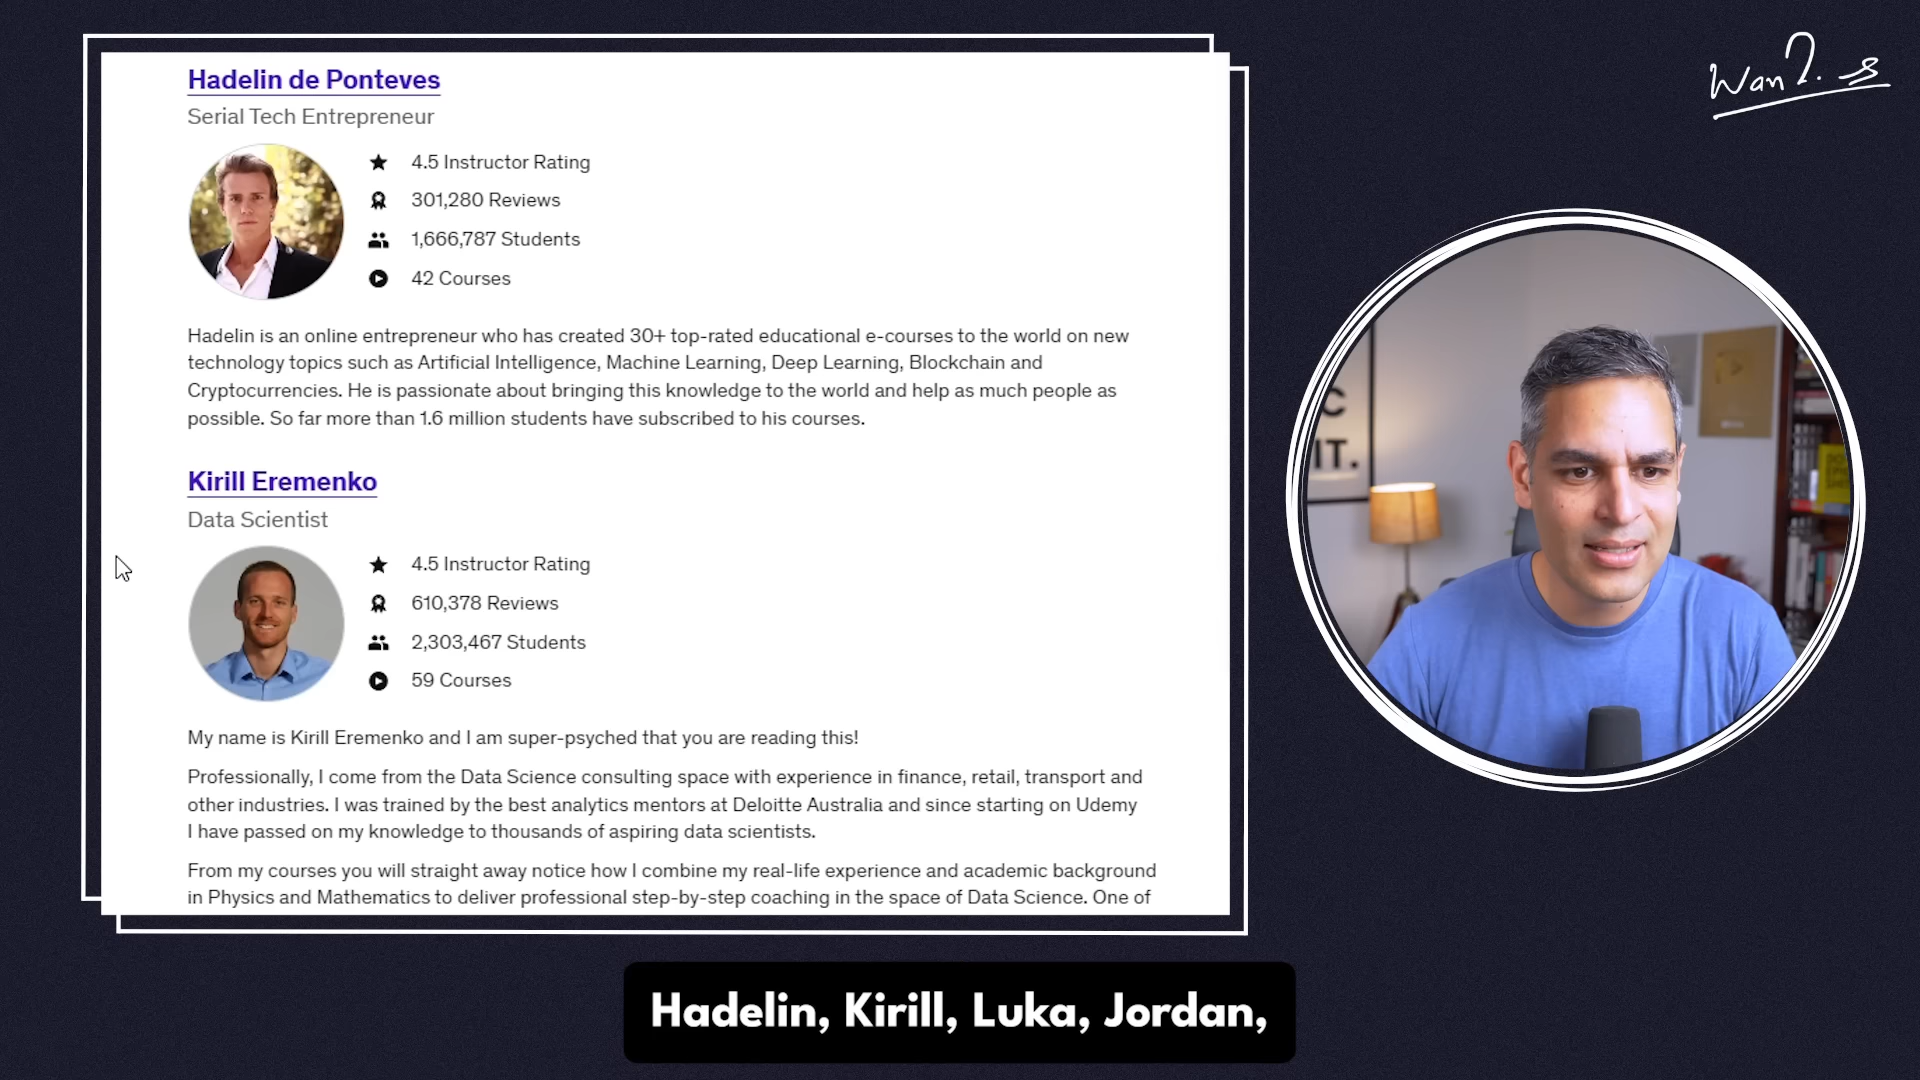 Hadelin de Ponteves
Serial Tech Entrepreneur
4.5 Instructor Rating
301,280 Reviews
1,666,787 Students
42 Courses
Hadelin is an online entrepreneur who has created 30+ top-rated educational e-courses to the world on new
technology topics such as Artificial Intelligence, Machine Learning, Deep Learning, Blockchain and
Cryptocurrencies. He is passionate about bringing this knowledge to the world and help as much people as
possible. So far more than 1.6 million students have subscribed to his courses.
Kirill Eremenko
Data Scientist
4.5 Instructor Rating
610,378 Reviews
2,303,467 Students
59 Courses
My name is Kirill Eremenko and I am super-psyched that you are reading this!
Professionally, I come from the Data Science consulting space with experience in finance, retail, transport and
other industries. I was trained by the best analytics mentors at Deloitte Australia and since starting on Udemy
I have passed on my knowledge to thousands of aspiring data scientists.
From my courses you will straight away notice how I combine my real-life experience and academic background
in Physics and Mathematics to deliver professional step-by-step coaching in the space of Data Science. One of
C
IT.
Hadelin, Kirill, Luka, Jordan,